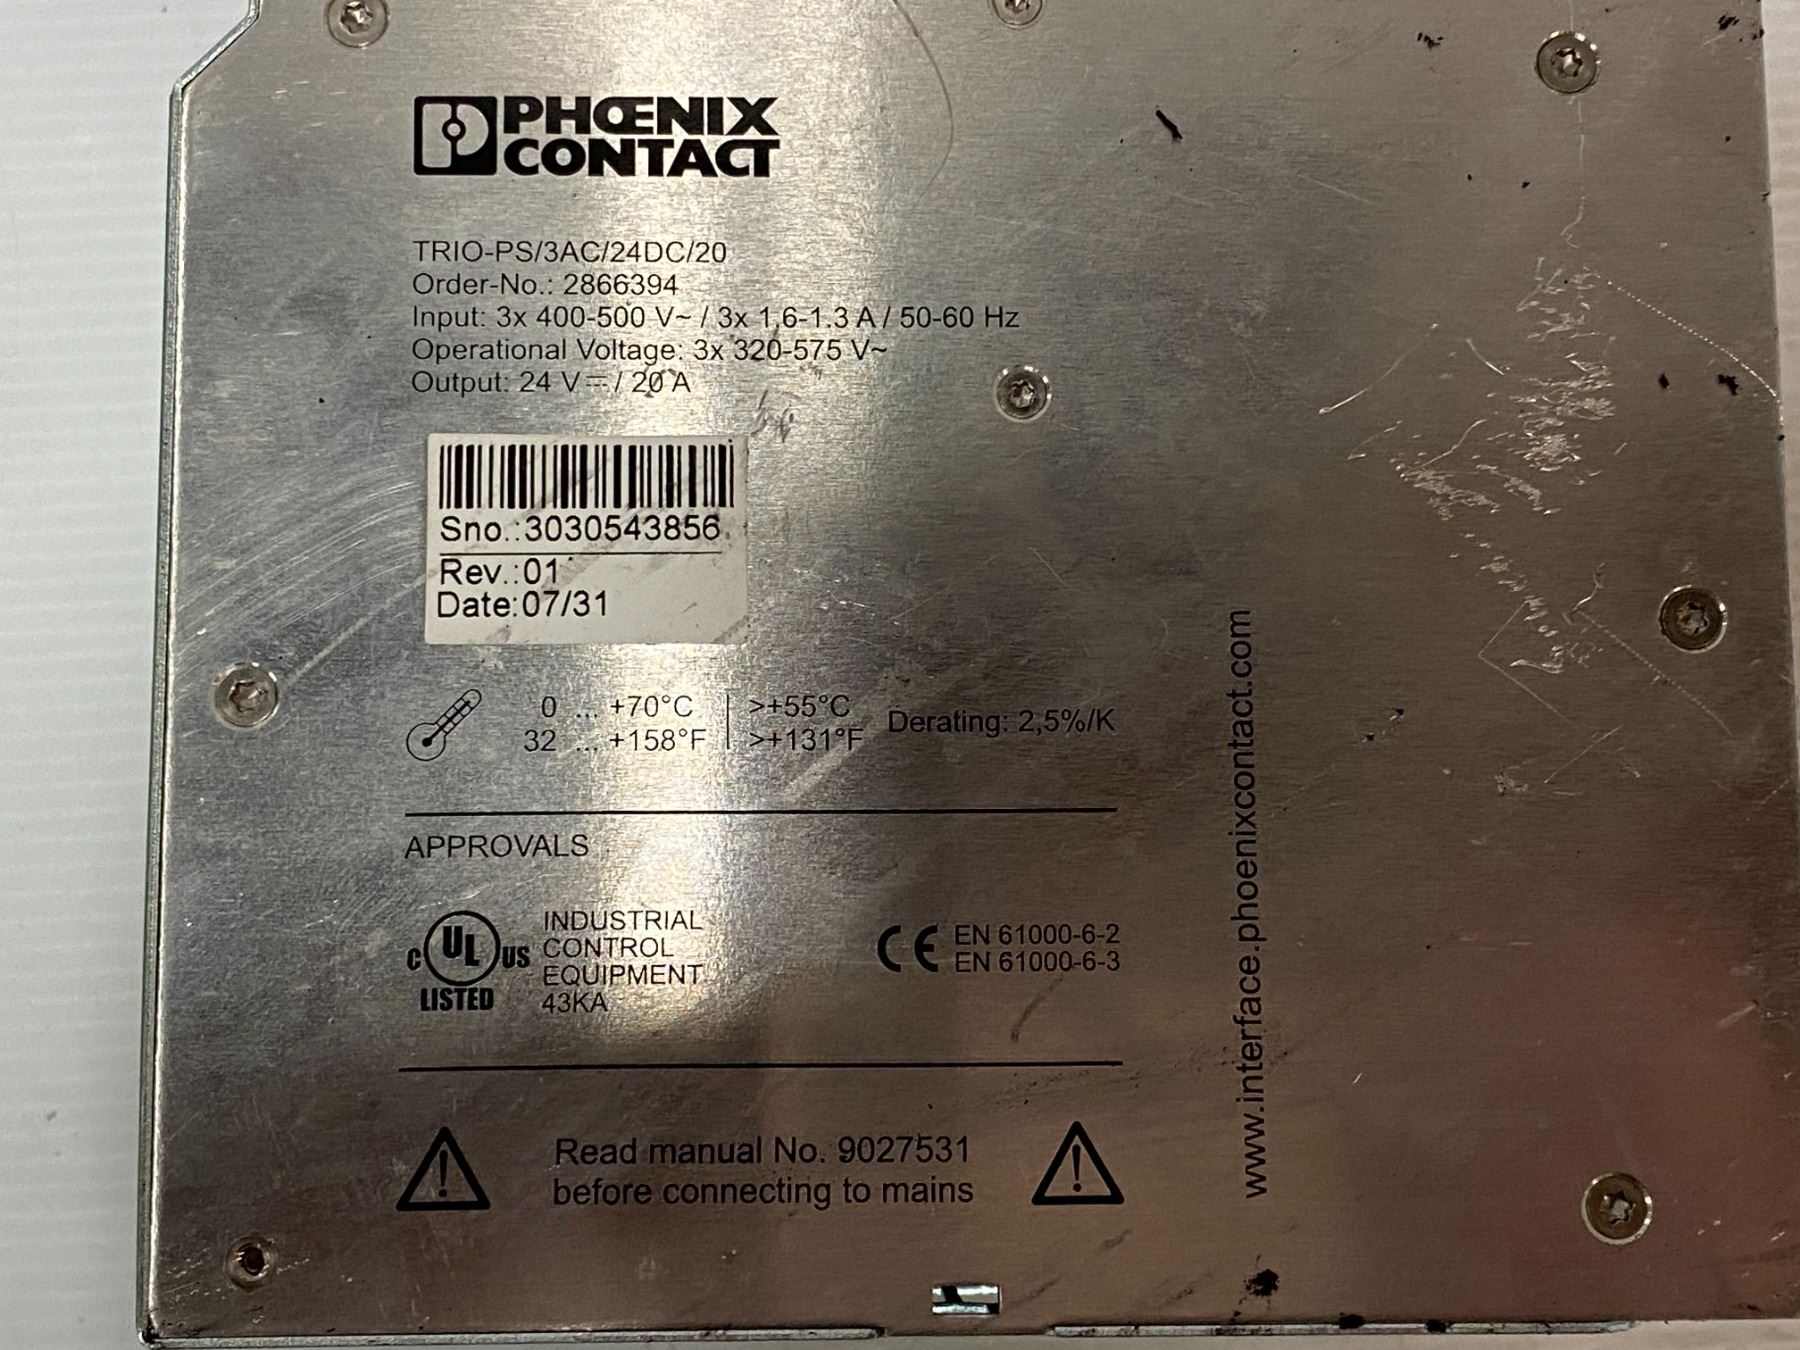 PHŒNIX
CONTACT
TRIO-PS/3AC/24DC/20
Order-No.: 2866394
Input: 3x 400-500 V~ / 3x 1,6-1.3 A / 50-60 Hz
Operational Voltage: 3x 320-575 V~
Output: 24 V⎓ / 20 A
Sno.:3030543856
Rev.:01
Date:07/31
0 ... +70°C | >+55°C
32 ... +158°F | >+131°F
Derating: 2,5%/K
APPROVALS
C UL US
LISTED
INDUSTRIAL
CONTROL
EQUIPMENT
43KA
CE
EN 61000-6-2
EN 61000-6-3
Read manual No. 9027531
before connecting to mains
www.interface.phoenixcontact.com